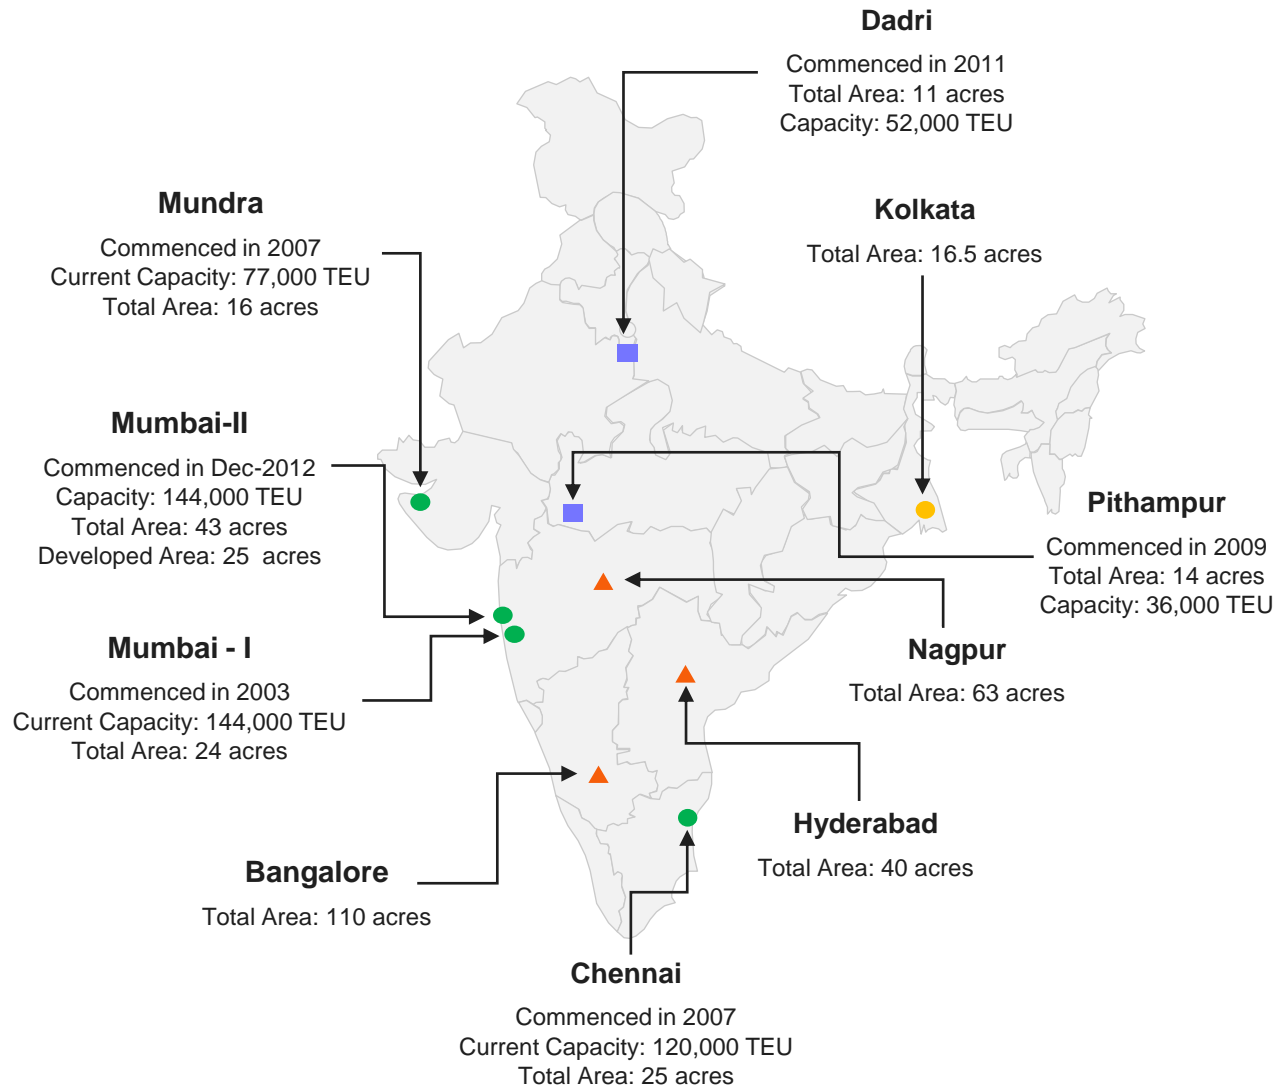 Dadri
Commenced in 2011
Total Area: 11 acres
Capacity: 52,000 TEU
Mundra
Commenced in 2007
Current Capacity: 77,000 TEU
Total Area: 16 acres
Kolkata
Total Area: 16.5 acres
Mumbai-II
Commenced in Dec-2012
Capacity: 144,000 TEU
Total Area: 43 acres
Developed Area: 25 acres
Pithampur
Commenced in 2009
Total Area: 14 acres
Capacity: 36,000 TEU
Mumbai - I
Commenced in 2003
Current Capacity: 144,000 TEU
Total Area: 24 acres
Nagpur
Total Area: 63 acres
Hyderabad
Total Area: 40 acres
Bangalore
Total Area: 110 acres
Chennai
Commenced in 2007
Current Capacity: 120,000 TEU
Total Area: 25 acres